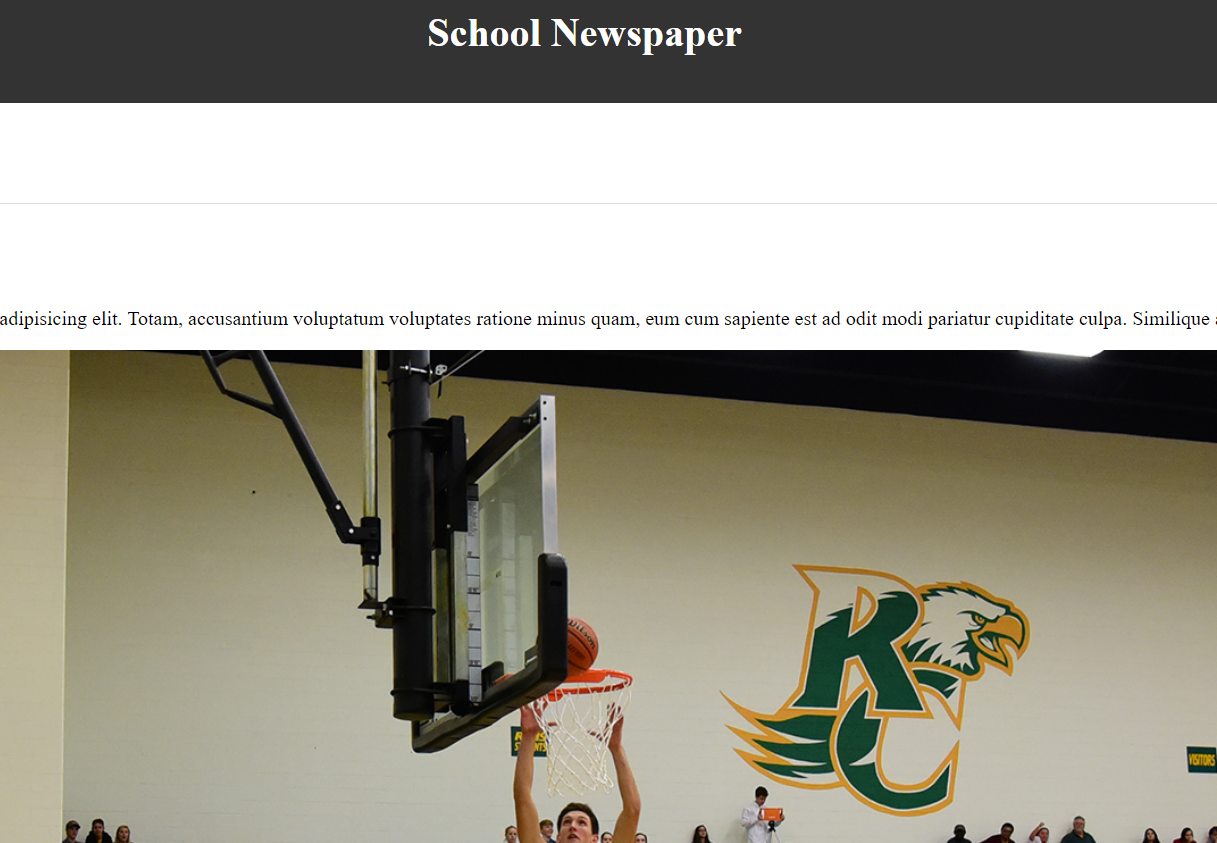 School Newspaper
adipisicing elit. Totam, accusantium voluptatum voluptates ratione minus quam, eum cum sapiente est ad odit modi pariatur cupiditate culpa. Similique
Wilson
RC
VISITORS